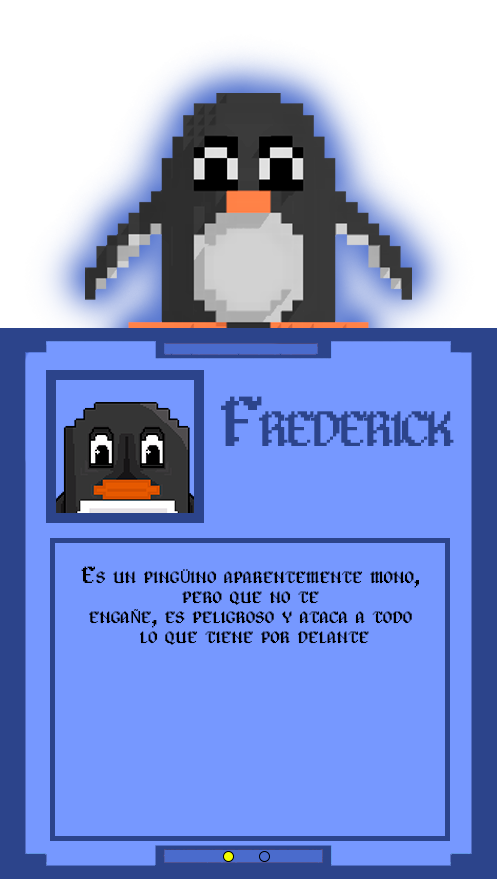 Frederick
Es un pingüino aparentemente mono,
pero que no te
engañe, es peligroso y ataca a todo
lo que tiene por delante